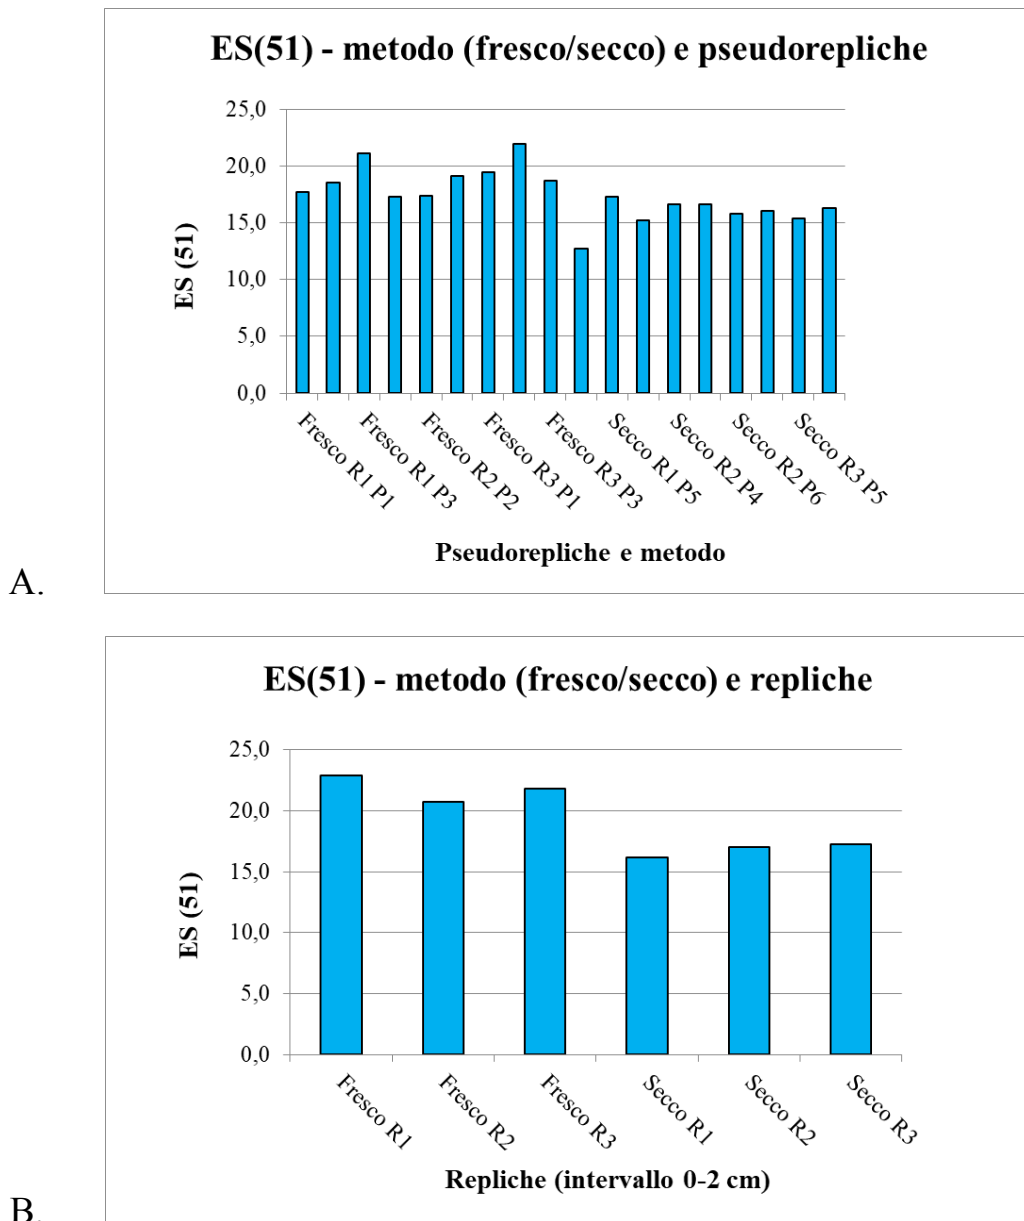 ES(51) - metodo (fresco/secco) e pseudorepliche
25,0
20,0
15,0
10,0
5,0
0,0
ES (51)
Fresco R1 P1
Fresco R1 P3
Fresco R2 P2
Fresco R3 P1
Fresco R3 P3
Secco R1 P5
Secco R2 P4
Secco R2 P6
Secco R3 P5
Pseudorepliche e metodo
A.
ES(51) - metodo (fresco/secco) e repliche
25,0
20,0
15,0
10,0
5,0
0,0
ES (51)
Fresco R1
Fresco R2
Fresco R3
Secco R1
Secco R2
Secco R3
Repliche (intervallo 0-2 cm)
B.